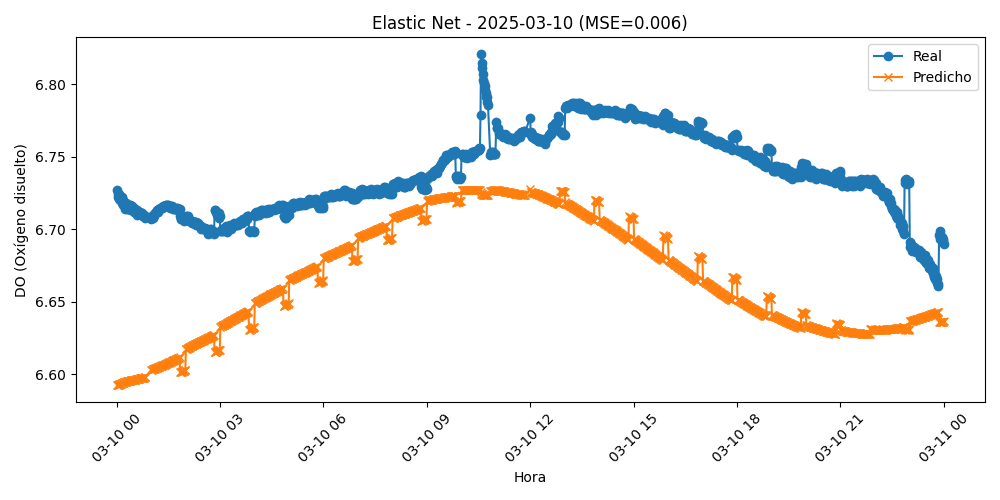 Elastic Net - 2025-03-10 (MSE=0.006)
Real
Predicho
DO (Oxígeno disuelto)
6.80
6.75
6.70
6.65
6.60
03-10 00
03-10 03
03-10 06
03-10 09
03-10 12
03-10 15
03-10 18
03-10 21
03-11 00
Hora